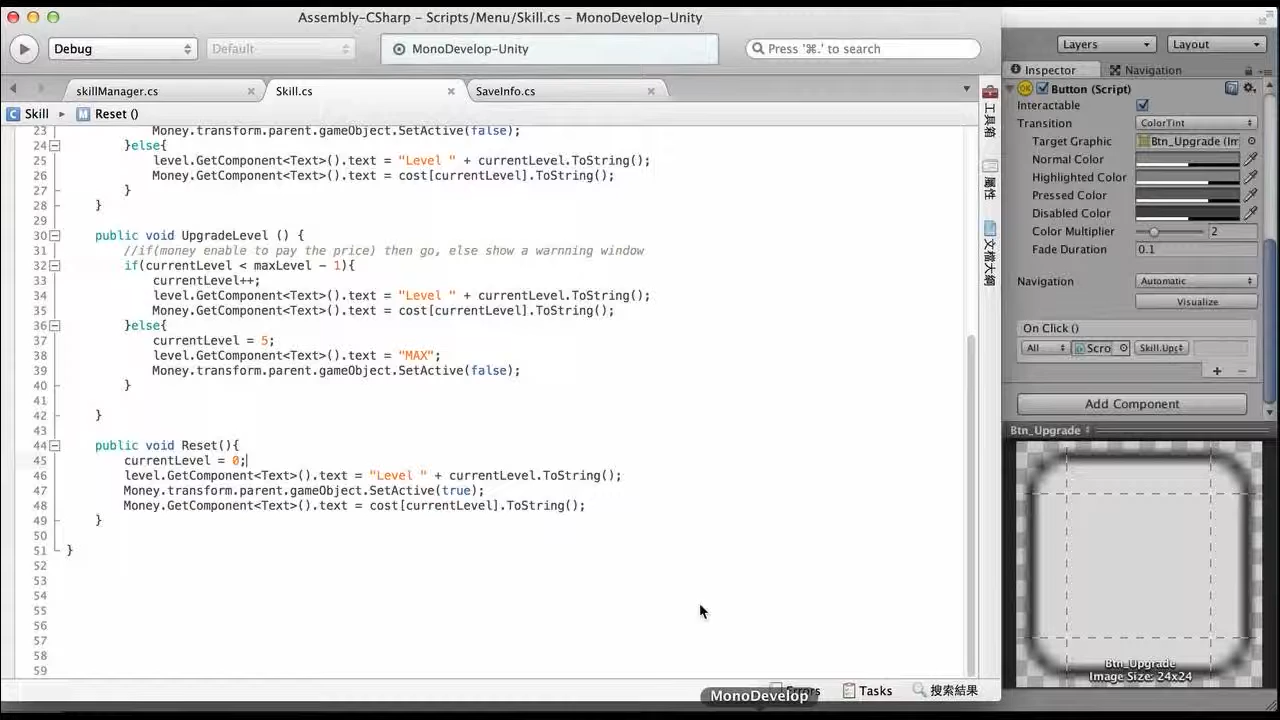 Assembly-CSharp – Scripts/Menu/Skill.cs – MonoDevelop-Unity
Debug
Default
MonoDevelop-Unity
Press '⌘.' to search
skillManager.cs
Skill.cs
SaveInfo.cs
Skill ▸ Reset ()
23 Money.transform.parent.gameObject.SetActive(false);
24 }else{
25 level.GetComponent<Text>().text = "Level " + currentLevel.ToString();
26 Money.GetComponent<Text>().text = cost[currentLevel].ToString();
27 }
28 }
29
30 public void UpgradeLevel () {
31 //if(money enable to pay the price) then go, else show a warnning window
32 if(currentLevel < maxLevel - 1){
33 currentLevel++;
34 level.GetComponent<Text>().text = "Level " + currentLevel.ToString();
35 Money.GetComponent<Text>().text = cost[currentLevel].ToString();
36 }else{
37 currentLevel = 5;
38 level.GetComponent<Text>().text = "MAX";
39 Money.transform.parent.gameObject.SetActive(false);
40 }
41
42 }
43
44 public void Reset(){
45 currentLevel = 0;
46 level.GetComponent<Text>().text = "Level " + currentLevel.ToString();
47 Money.transform.parent.gameObject.SetActive(true);
48 Money.GetComponent<Text>().text = cost[currentLevel].ToString();
49 }
50
51 }
52
53
54
55
56
57
58
59
工具箱
屬性
文檔大綱
Errors
Tasks
搜索結果
MonoDevelop
Layers
Layout
Inspector
Navigation
Button (Script)
Interactable
Transition ColorTint
Target Graphic Btn_Upgrade (Im
Normal Color
Highlighted Color
Pressed Color
Disabled Color
Color Multiplier 2
Fade Duration 0.1
Navigation Automatic
Visualize
On Click ()
All Scro Skill.Upg
Add Component
Btn_Upgrade
Btn_Upgrade
Image Size: 24x24